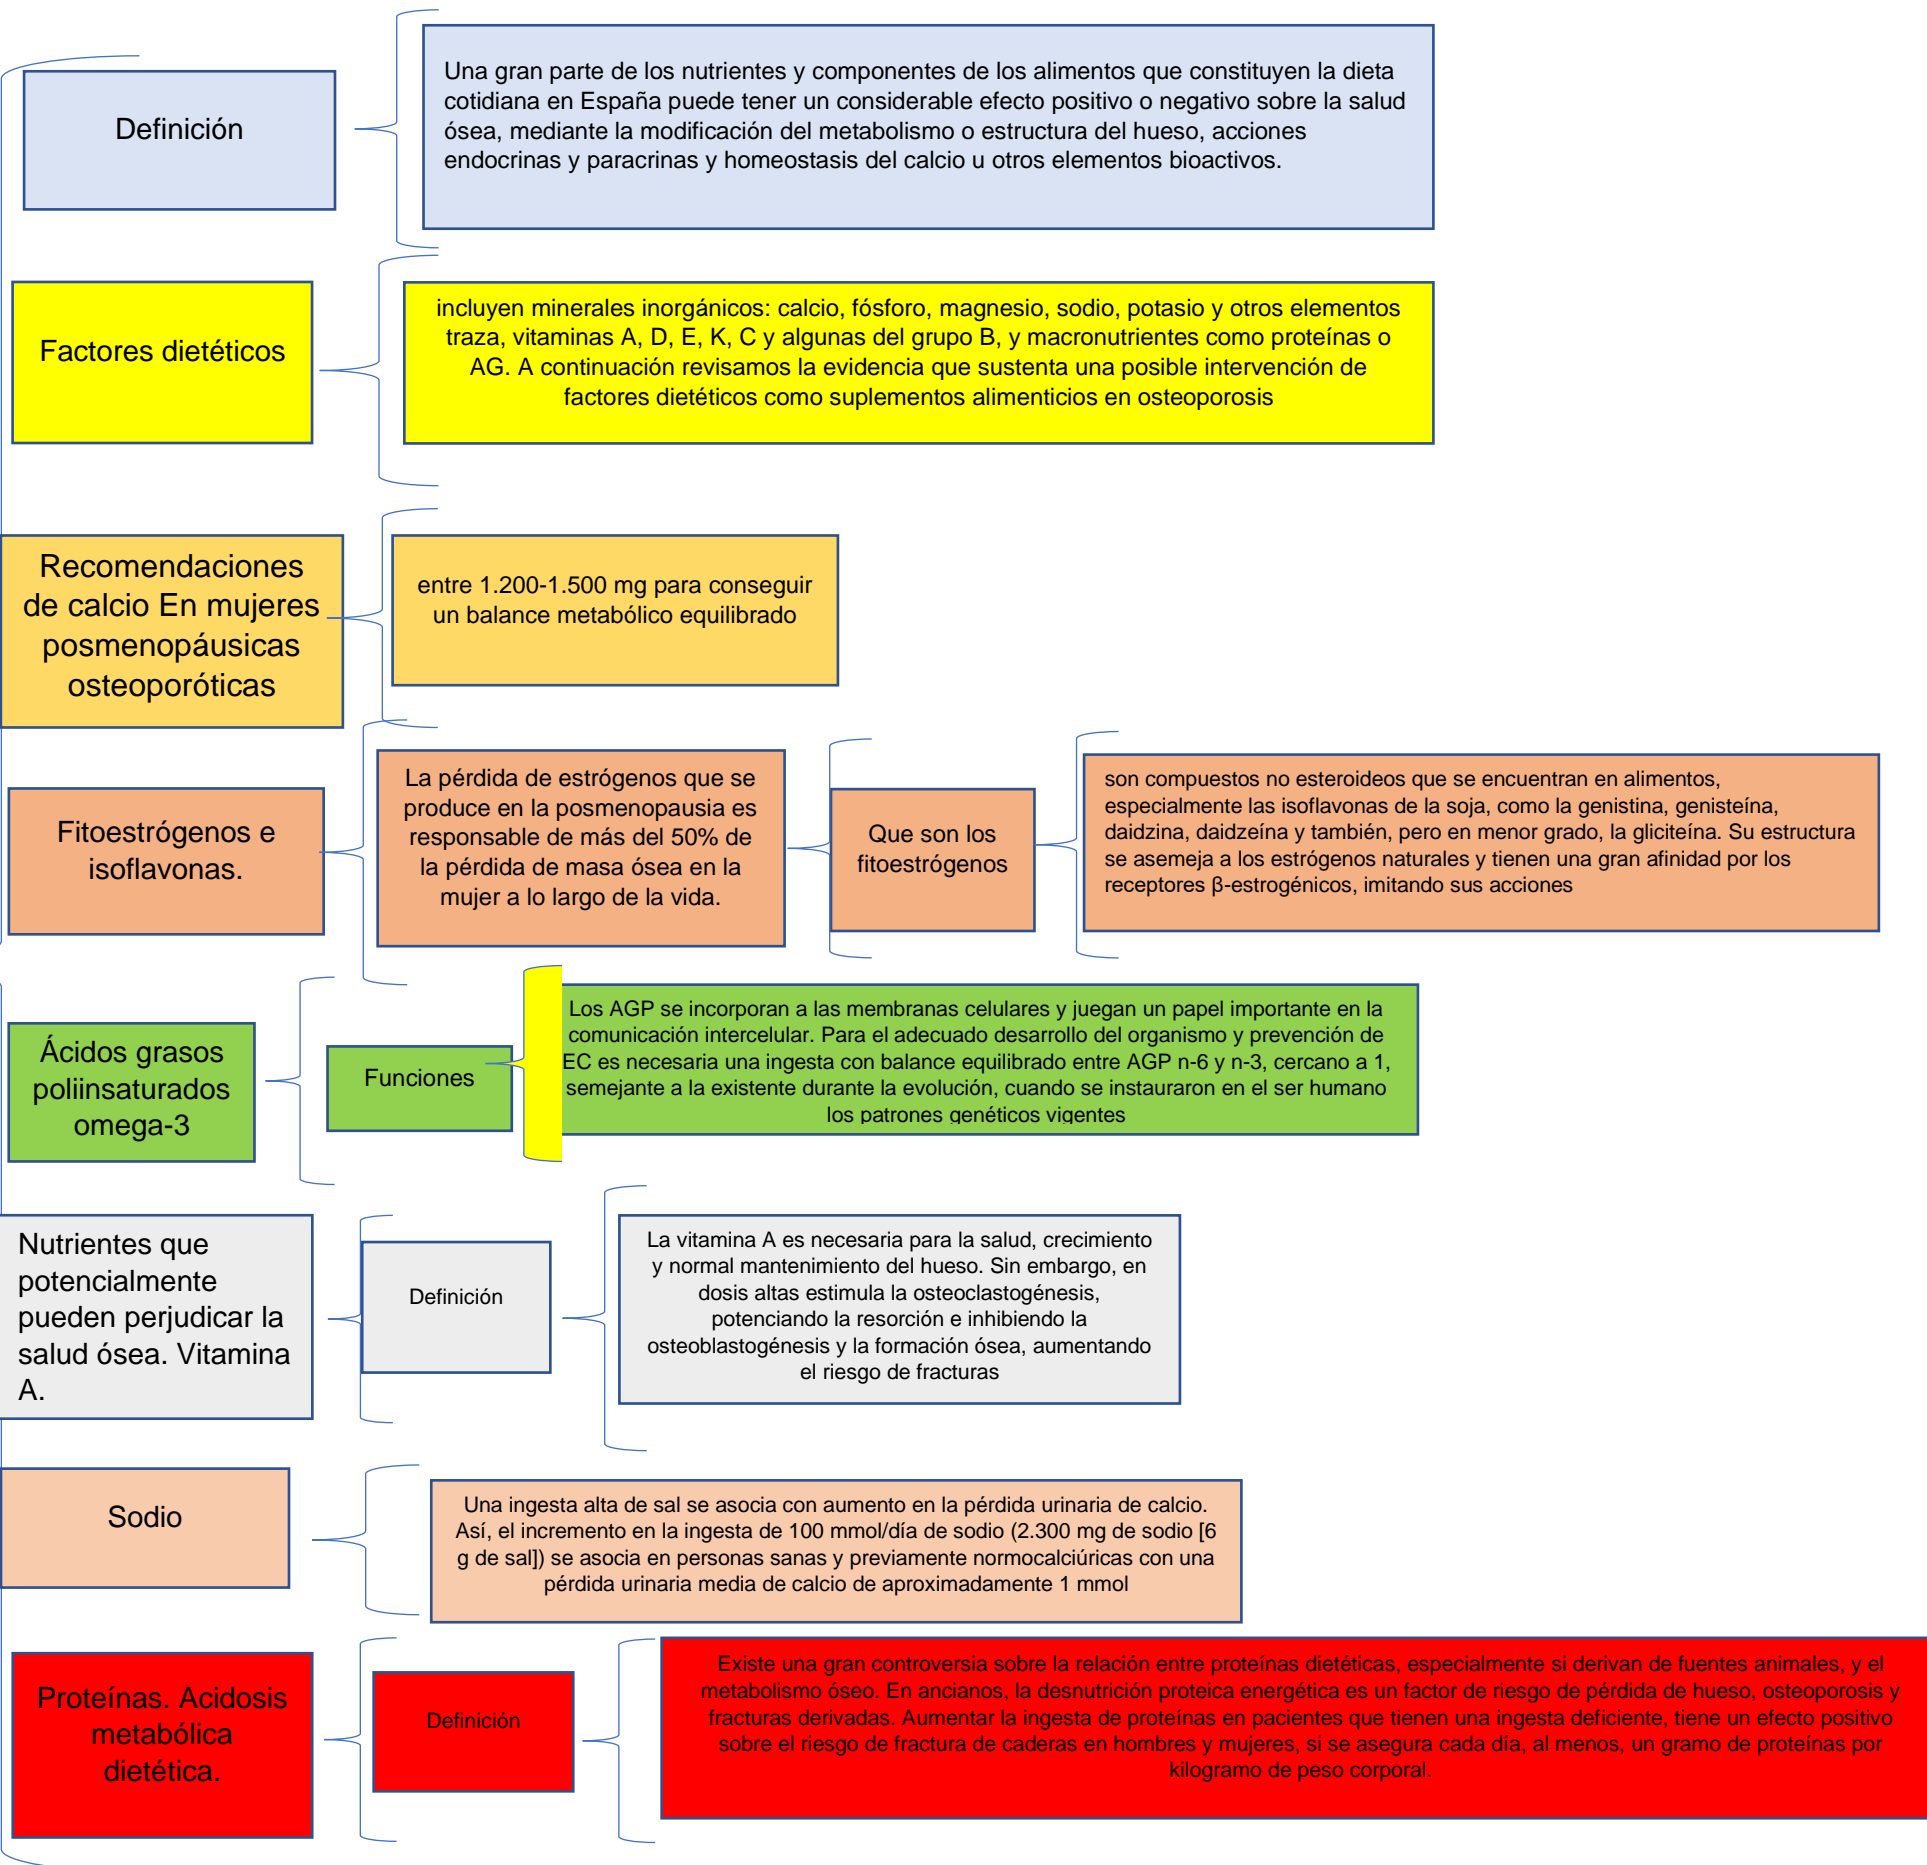 Definición
Una gran parte de los nutrientes y componentes de los alimentos que constituyen la dieta
cotidiana en España puede tener un considerable efecto positivo o negativo sobre la salud
ósea, mediante la modificación del metabolismo o estructura del hueso, acciones
endocrinas y paracrinas y homeostasis del calcio u otros elementos bioactivos.
Factores dietéticos
incluyen minerales inorgánicos: calcio, fósforo, magnesio, sodio, potasio y otros elementos
traza, vitaminas A, D, E, K, C y algunas del grupo B, y macronutrientes como proteínas o
AG. A continuación revisamos la evidencia que sustenta una posible intervención de
factores dietéticos como suplementos alimenticios en osteoporosis
Recomendaciones
de calcio En mujeres
posmenopáusicas
osteoporóticas
entre 1.200-1.500 mg para conseguir
un balance metabólico equilibrado
Fitoestrógenos e
isoflavonas.
La pérdida de estrógenos que se
produce en la posmenopausia es
responsable de más del 50% de
la pérdida de masa ósea en la
mujer a lo largo de la vida.
Que son los
fitoestrógenos
son compuestos no esteroideos que se encuentran en alimentos,
especialmente las isoflavonas de la soja, como la genistina, genisteína,
daidzina, daidzeína y también, pero en menor grado, la gliciteína. Su estructura
se asemeja a los estrógenos naturales y tienen una gran afinidad por los
receptores β-estrogénicos, imitando sus acciones
Ácidos grasos
poliinsaturados
omega-3
Funciones
Los AGP se incorporan a las membranas celulares y juegan un papel importante en la
comunicación intercelular. Para el adecuado desarrollo del organismo y prevención de
EC es necesaria una ingesta con balance equilibrado entre AGP n-6 y n-3, cercano a 1,
semejante a la existente durante la evolución, cuando se instauraron en el ser humano
los patrones genéticos vigentes
Nutrientes que
potencialmente
pueden perjudicar la
salud ósea. Vitamina
A.
Definición
La vitamina A es necesaria para la salud, crecimiento
y normal mantenimiento del hueso. Sin embargo, en
dosis altas estimula la osteoclastogénesis,
potenciando la resorción e inhibiendo la
osteoblastogénesis y la formación ósea, aumentando
el riesgo de fracturas
Sodio
Una ingesta alta de sal se asocia con aumento en la pérdida urinaria de calcio.
Así, el incremento en la ingesta de 100 mmol/día de sodio (2.300 mg de sodio [6
g de sal]) se asocia en personas sanas y previamente normocalciúricas con una
pérdida urinaria media de calcio de aproximadamente 1 mmol
Proteínas. Acidosis
metabólica
dietética.
Definición
Existe una gran controversia sobre la relación entre proteínas dietéticas, especialmente si derivan de fuentes animales, y el
metabolismo óseo. En ancianos, la desnutrición proteica energética es un factor de riesgo de pérdida de hueso, osteoporosis y
fracturas derivadas. Aumentar la ingesta de proteínas en pacientes que tienen una ingesta deficiente, tiene un efecto positivo
sobre el riesgo de fractura de caderas en hombres y mujeres, si se asegura cada día, al menos, un gramo de proteínas por
kilogramo de peso corporal.